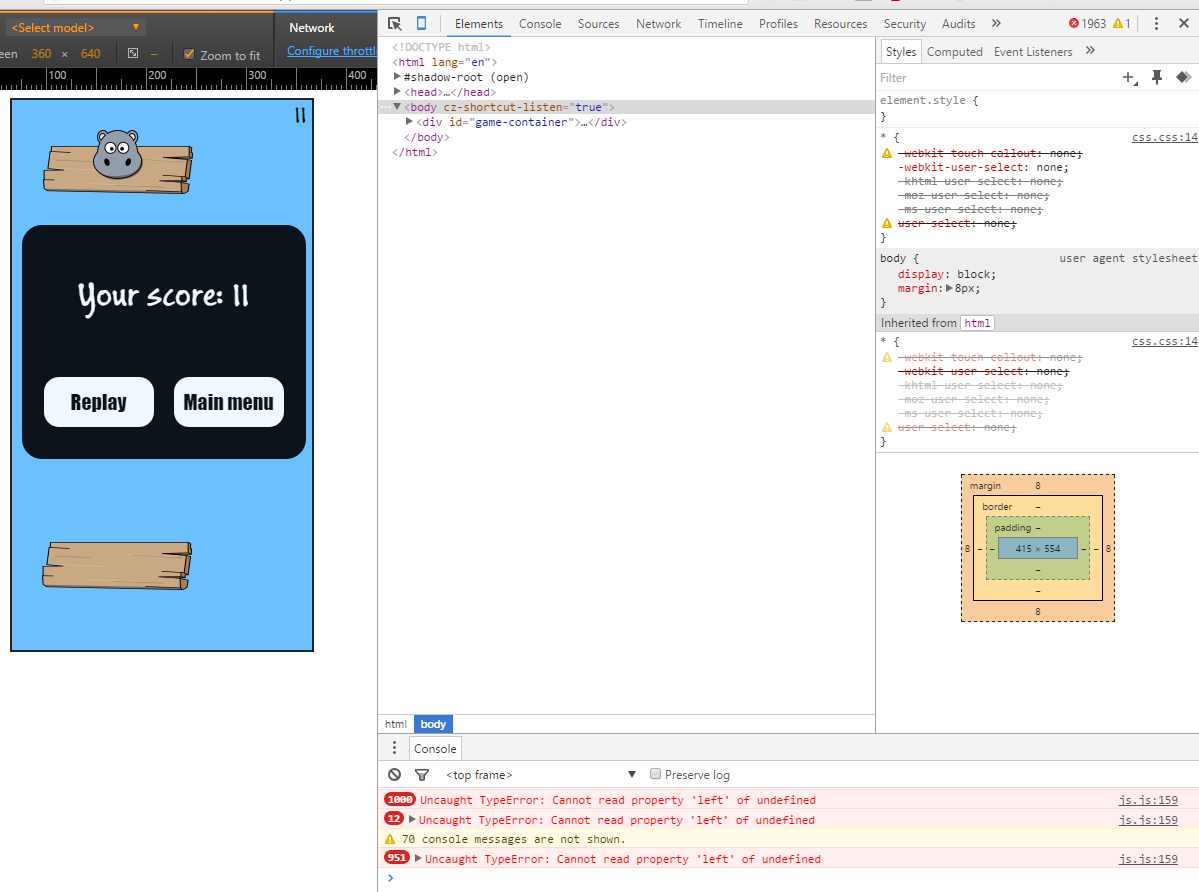 <Select model> ▼
een 360 × 640 – Zoom to fit
Network
Configure throttl
100 200 300 400
11
Your score: 11
Replay Main menu
Elements Console Sources Network Timeline Profiles Resources Security Audits » 1963 1
<!DOCTYPE html>
<html lang="en">
▶#shadow-root (open)
▶<head>…</head>
…▼<body cz-shortcut-listen="true">
▶<div id="game-container">…</div>
</body>
</html>
html body
Styles Computed Event Listeners »
Filter
element.style {
}
* { css.css:14
-webkit-touch-callout: none;
-webkit-user-select: none;
-khtml-user-select: none;
-moz-user-select: none;
-ms-user-select: none;
user-select: none;
}
body { user agent stylesheet
display: block;
margin:▶8px;
}
Inherited from html
* { css.css:14
-webkit-touch-callout: none;
-webkit-user-select: none;
-khtml-user-select: none;
-moz-user-select: none;
-ms-user-select: none;
user-select: none;
}
margin 8
border –
padding –
8 – – 415 × 554 – – 8
–
–
8
Console
<top frame> ▼ Preserve log
1000 Uncaught TypeError: Cannot read property 'left' of undefined js.js:159
12 ▶Uncaught TypeError: Cannot read property 'left' of undefined js.js:159
70 console messages are not shown.
951 ▶Uncaught TypeError: Cannot read property 'left' of undefined js.js:159
>